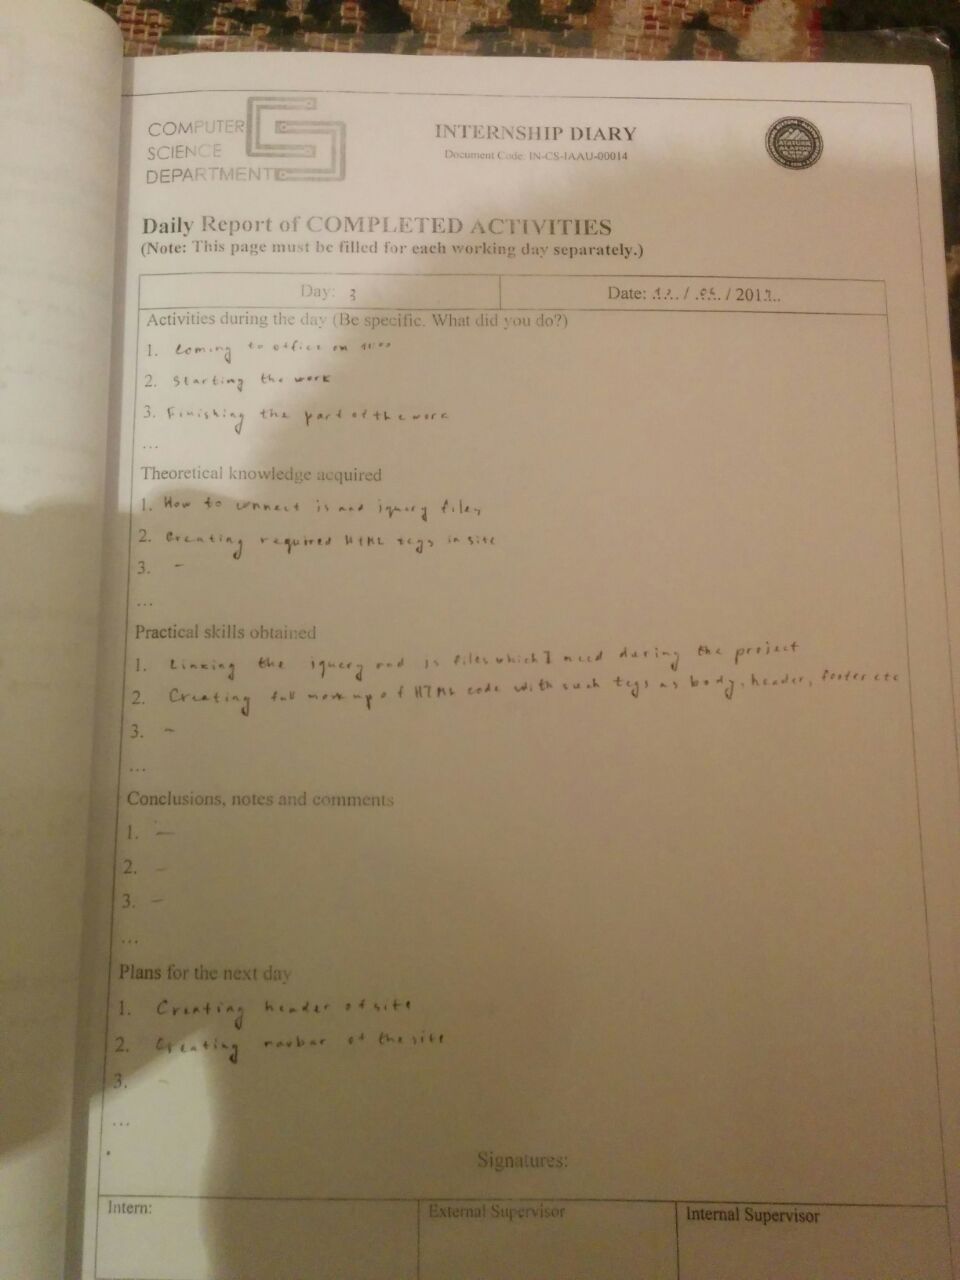 COMPUTER
SCIENCE
DEPARTMENT
INTERNSHIP DIARY
Document Code: IN-CS-IAAU-00014
Daily Report of COMPLETED ACTIVITIES
(Note: This page must be filled for each working day separately.)
Day: 3
Date: / / 201
Activities during the day (Be specific. What did you do?)
1. Coming to office on
2. Starting the work
3. Finishing the part of the work
...
Theoretical knowledge acquired
1. How to connect js and jquery files
2. Creating required HTML tegs in site
3. -
...
Practical skills obtained
1. Linking the jquery and js files which I need during the project
2. Creating full mark up of HTML code with such tegs as body, header, footer etc
3. -
...
Conclusions, notes and comments
1. -
2. -
3. -
...
Plans for the next day
1. Creating header of site
2. Creating navbar of the site
3. -
...
Signatures:
Intern:
External Supervisor
Internal Supervisor